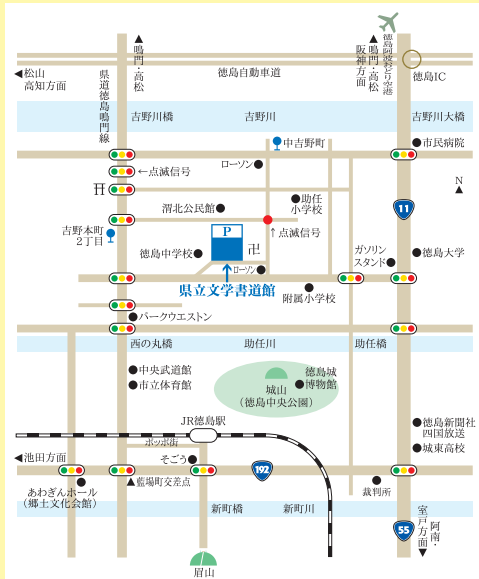 徳島阿波おどり空港
▲鳴門・高松
▲鳴門・高松
阪神方面
◀松山
高知方面
県道徳島鳴門線
徳島自動車道
徳島IC
吉野川橋
吉野川
吉野川大橋
中吉野町
市民病院
ローソン
←点滅信号
N
▲
助任
小学校
渭北公民館
11
P
↑点滅信号
吉野本町
2丁目
徳島中学校
卍
ガソリン
スタンド
徳島大学
ローソン
県立文学書道館
附属小学校
パークウエストン
西の丸橋
助任川
助任橋
中央武道館
市立体育館
徳島城
博物館
城山
(徳島中央公園)
JR徳島駅
徳島新聞社
四国放送
ポッポ街
城東高校
◀池田方面
そごう
192
あわぎんホール
(郷土文化会館)
▲藍場町交差点
裁判所
新町橋
新町川
55
阿南・
室戸方面▼
眉山